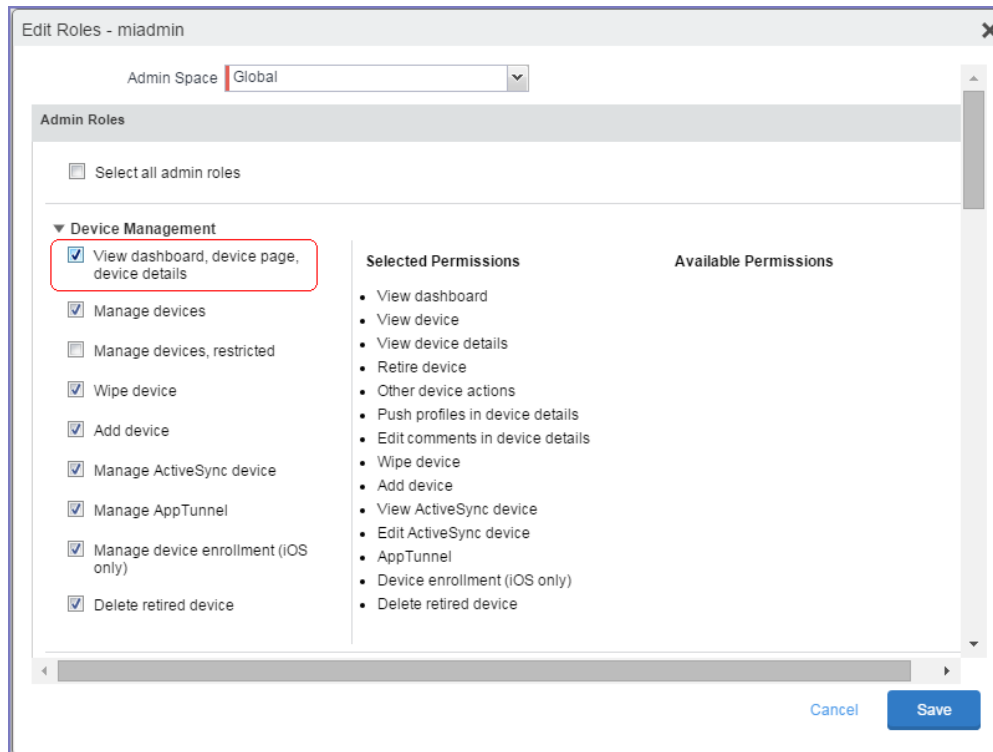 Edit Roles - miadmin
Admin Space Global
Admin Roles
Select all admin roles
Device Management
View dashboard, device page,
device details
Manage devices
Manage devices, restricted
Wipe device
Add device
Manage ActiveSync device
Manage AppTunnel
Manage device enrollment (iOS
only)
Delete retired device
Selected Permissions
View dashboard
View device
View device details
Retire device
Other device actions
Push profiles in device details
Edit comments in device details
Wipe device
Add device
View ActiveSync device
Edit ActiveSync device
AppTunnel
Device enrollment (iOS only)
Delete retired device
Available Permissions
Cancel
Save